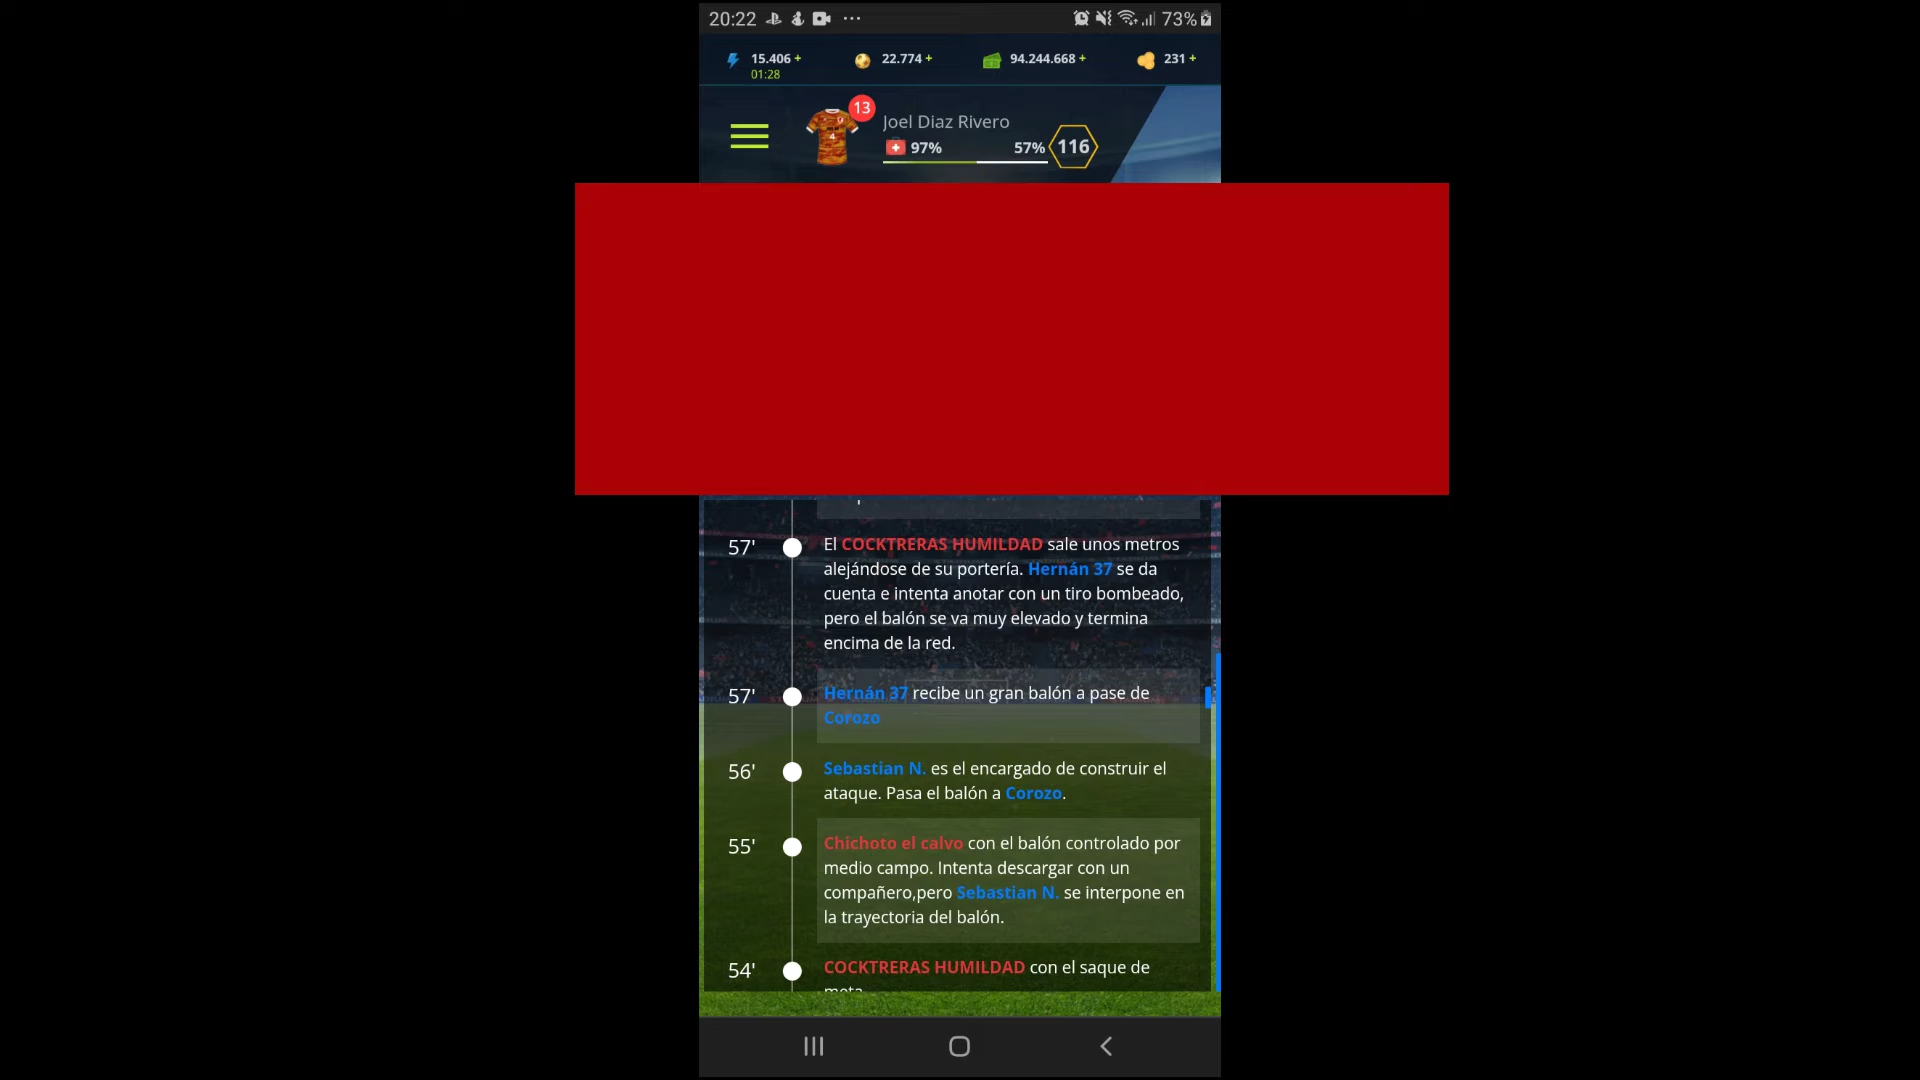 20:22 73%
15.406 + 22.774 + 94.244.668 + 231 +
01:28
13
4
Joel Diaz Rivero
97% 57% 116
57' El COCKTRERAS HUMILDAD sale unos metros
alejándose de su portería. Hernán 37 se da
cuenta e intenta anotar con un tiro bombeado,
pero el balón se va muy elevado y termina
encima de la red.
57' Hernán 37 recibe un gran balón a pase de
Corozo
56' Sebastian N. es el encargado de construir el
ataque. Pasa el balón a Corozo.
55' Chichoto el calvo con el balón controlado por
medio campo. Intenta descargar con un
compañero,pero Sebastian N. se interpone en
la trayectoria del balón.
54' COCKTRERAS HUMILDAD con el saque de
meta